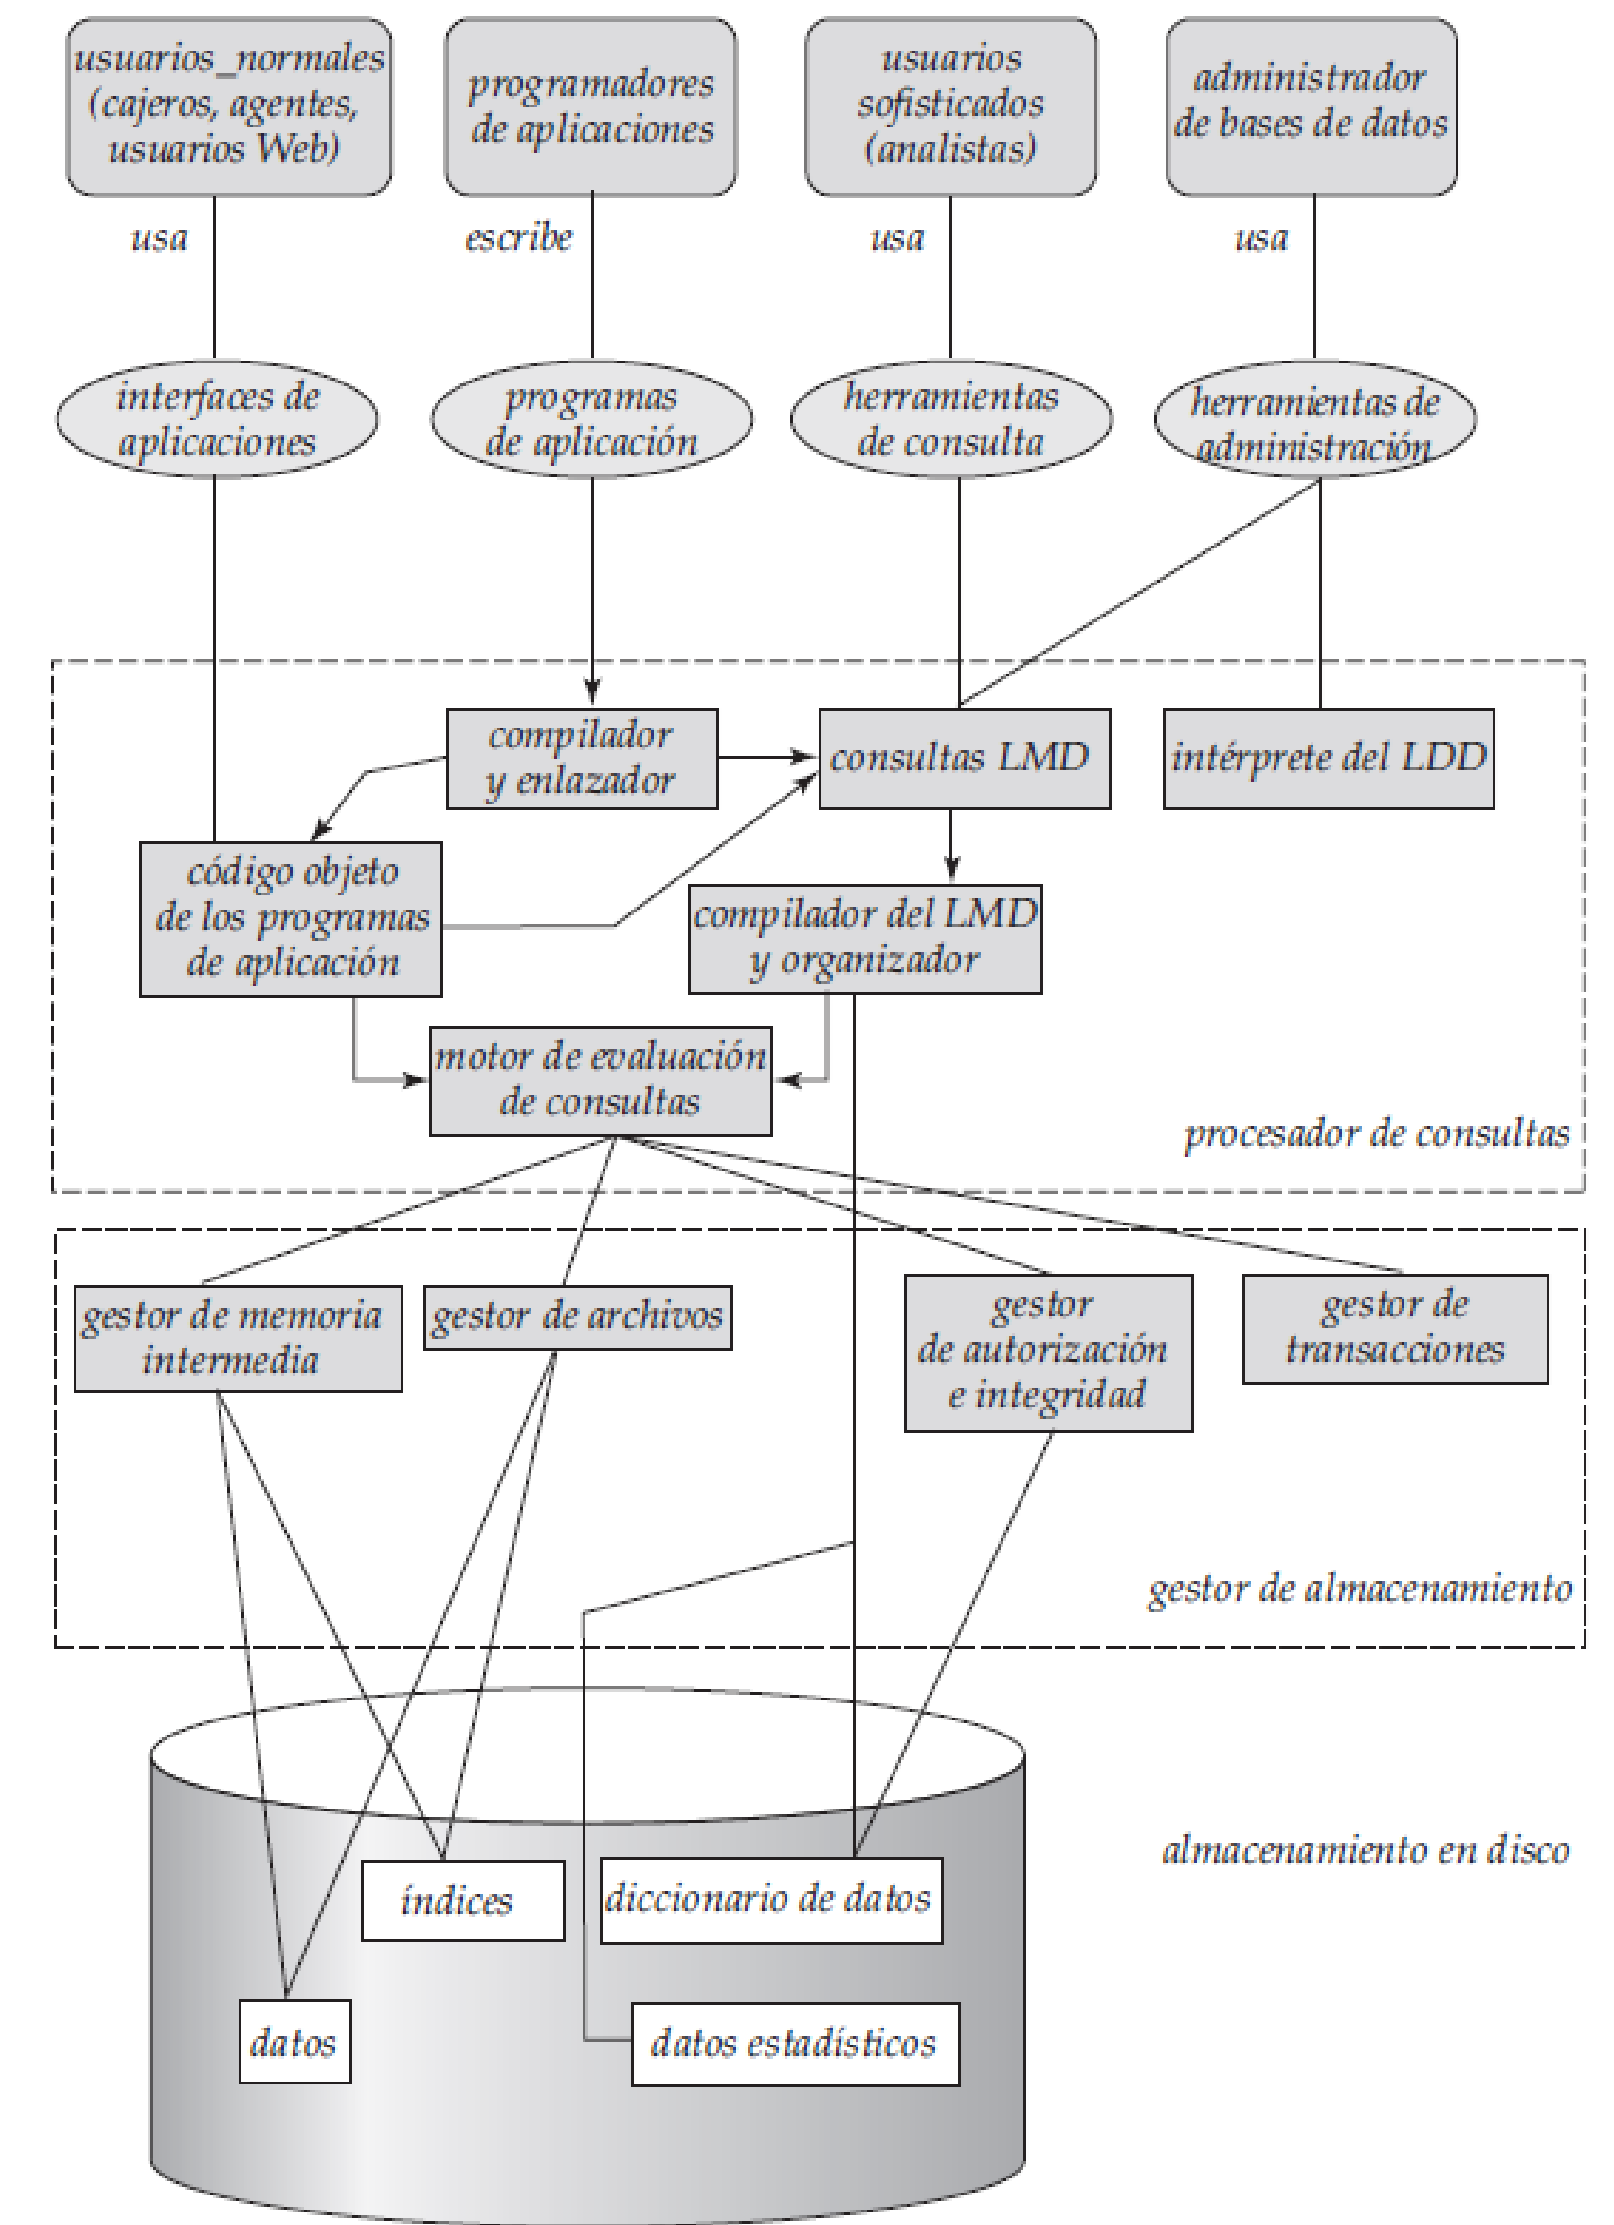 usuarios_normales
(cajeros, agentes,
usuarios Web)
programadores
de aplicaciones
usuarios
sofisticados
(analistas)
administrador
de bases de datos
usa
escribe
usa
usa
interfaces de
aplicaciones
programas
de aplicación
herramientas
de consulta
herramientas de
administración
compilador
y enlazador
consultas LMD
intérprete del LDD
código objeto
de los programas
de aplicación
compilador del LMD
y organizador
motor de evaluación
de consultas
procesador de consultas
gestor de memoria
intermedia
gestor de archivos
gestor
de autorización
e integridad
gestor de
transacciones
gestor de almacenamiento
almacenamiento en disco
índices
diccionario de datos
datos
datos estadísticos